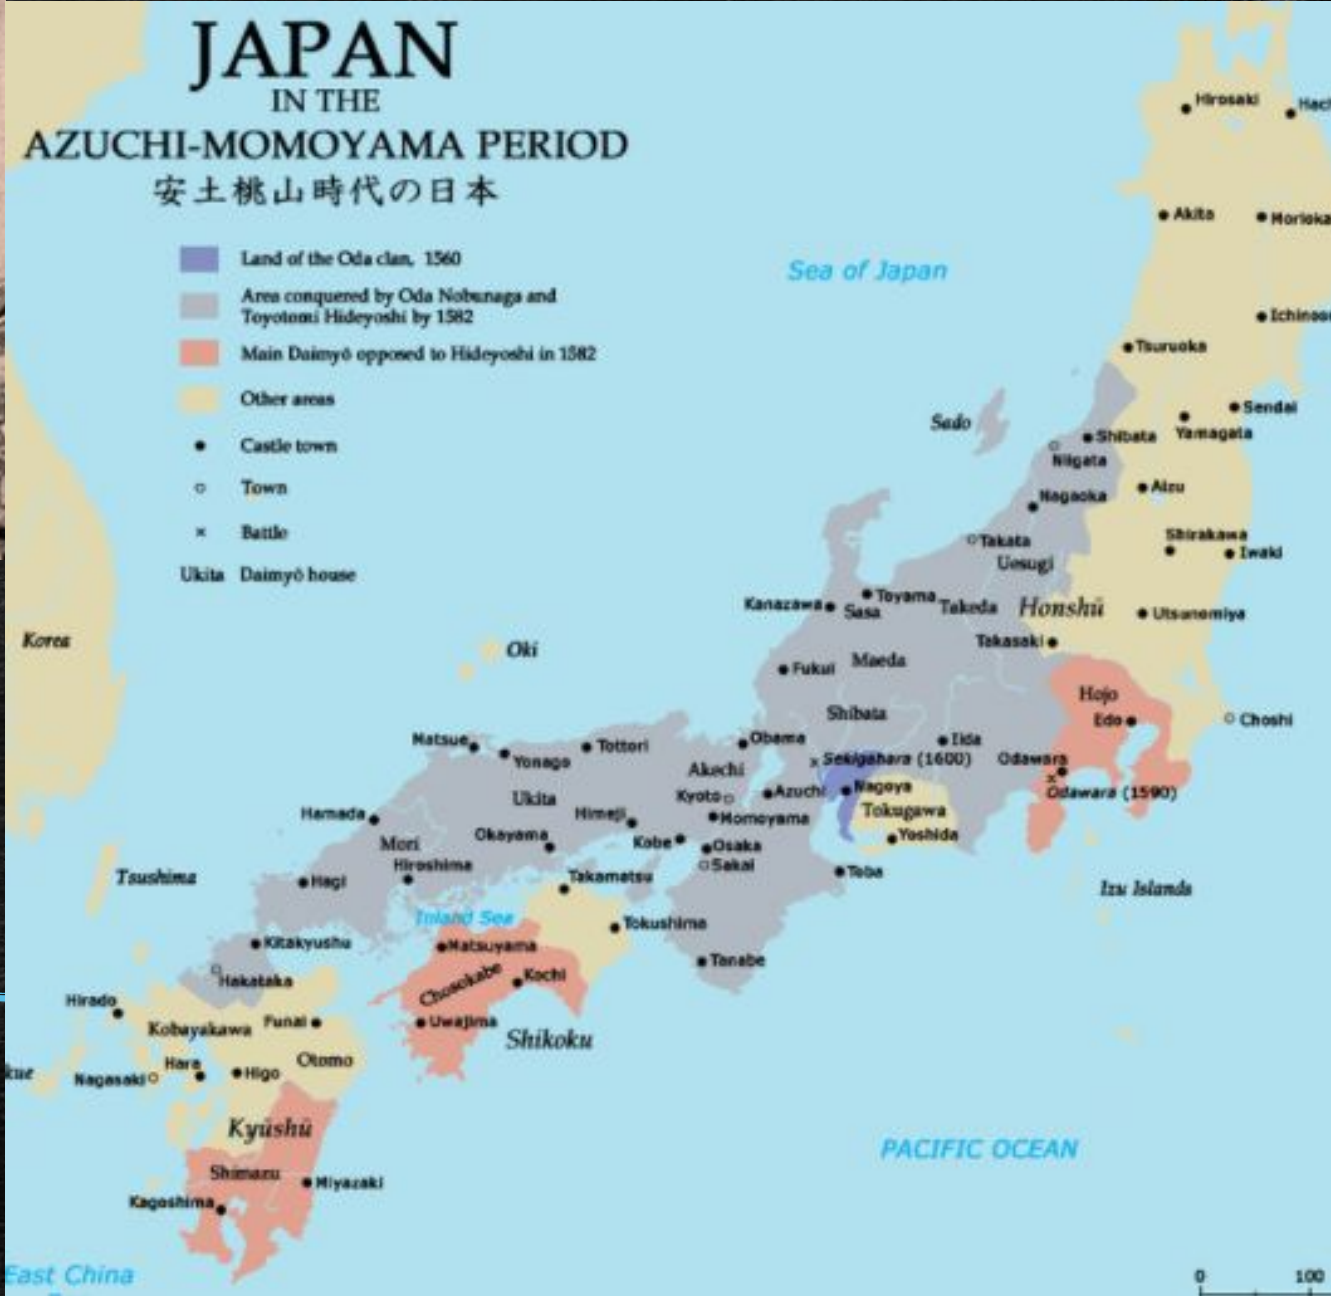 JAPAN
IN THE
AZUCHI-MOMOYAMA PERIOD
安土桃山時代の日本
Land of the Oda clan, 1560
Area conquered by Oda Nobunaga and
Toyotomi Hideyoshi by 1582
Main Daimyō opposed to Hideyoshi in 1582
Other areas
Castle town
Town
Battle
Ukita Daimyō house
Hirosaki
Hach
Akita
Morioka
Sea of Japan
Ichinos
Tsuruoka
Sado
Sendai
Yamagata
Shibata
Niigata
Nagaoka
Aizu
Takata
Uesugi
Shirakawa
Iwaki
Kanazawa
Toyama
Sasa
Takeda
Honshū
Utsunomiya
Korea
Oki
Takasaki
Fukui
Maeda
Hojo
Edo
Choshi
Shibata
Matsue
Yonago
Tottori
Obama
Iida
Sekigahara (1600)
Odawara
Akechi
Kyoto
Azuchi
Nagoya
Odawara (1590)
Ukita
Himeji
Momoyama
Tokugawa
Hamada
Mori
Okayama
Kobe
Osaka
Yoshida
Hiroshima
Sakai
Toba
Tsushima
Hagi
Takamatsu
Izu Islands
Inland Sea
Tokushima
Kitakyushu
Matsuyama
Tanabe
Hakataka
Chosokabe
Kochi
Hirado
Kobayakawa
Funai
Uwajima
Shikoku
Hara
Otomo
kue
Nagasaki
Higo
Kyūshū
PACIFIC OCEAN
Shimazu
Miyazaki
Kagoshima
East China
0
100